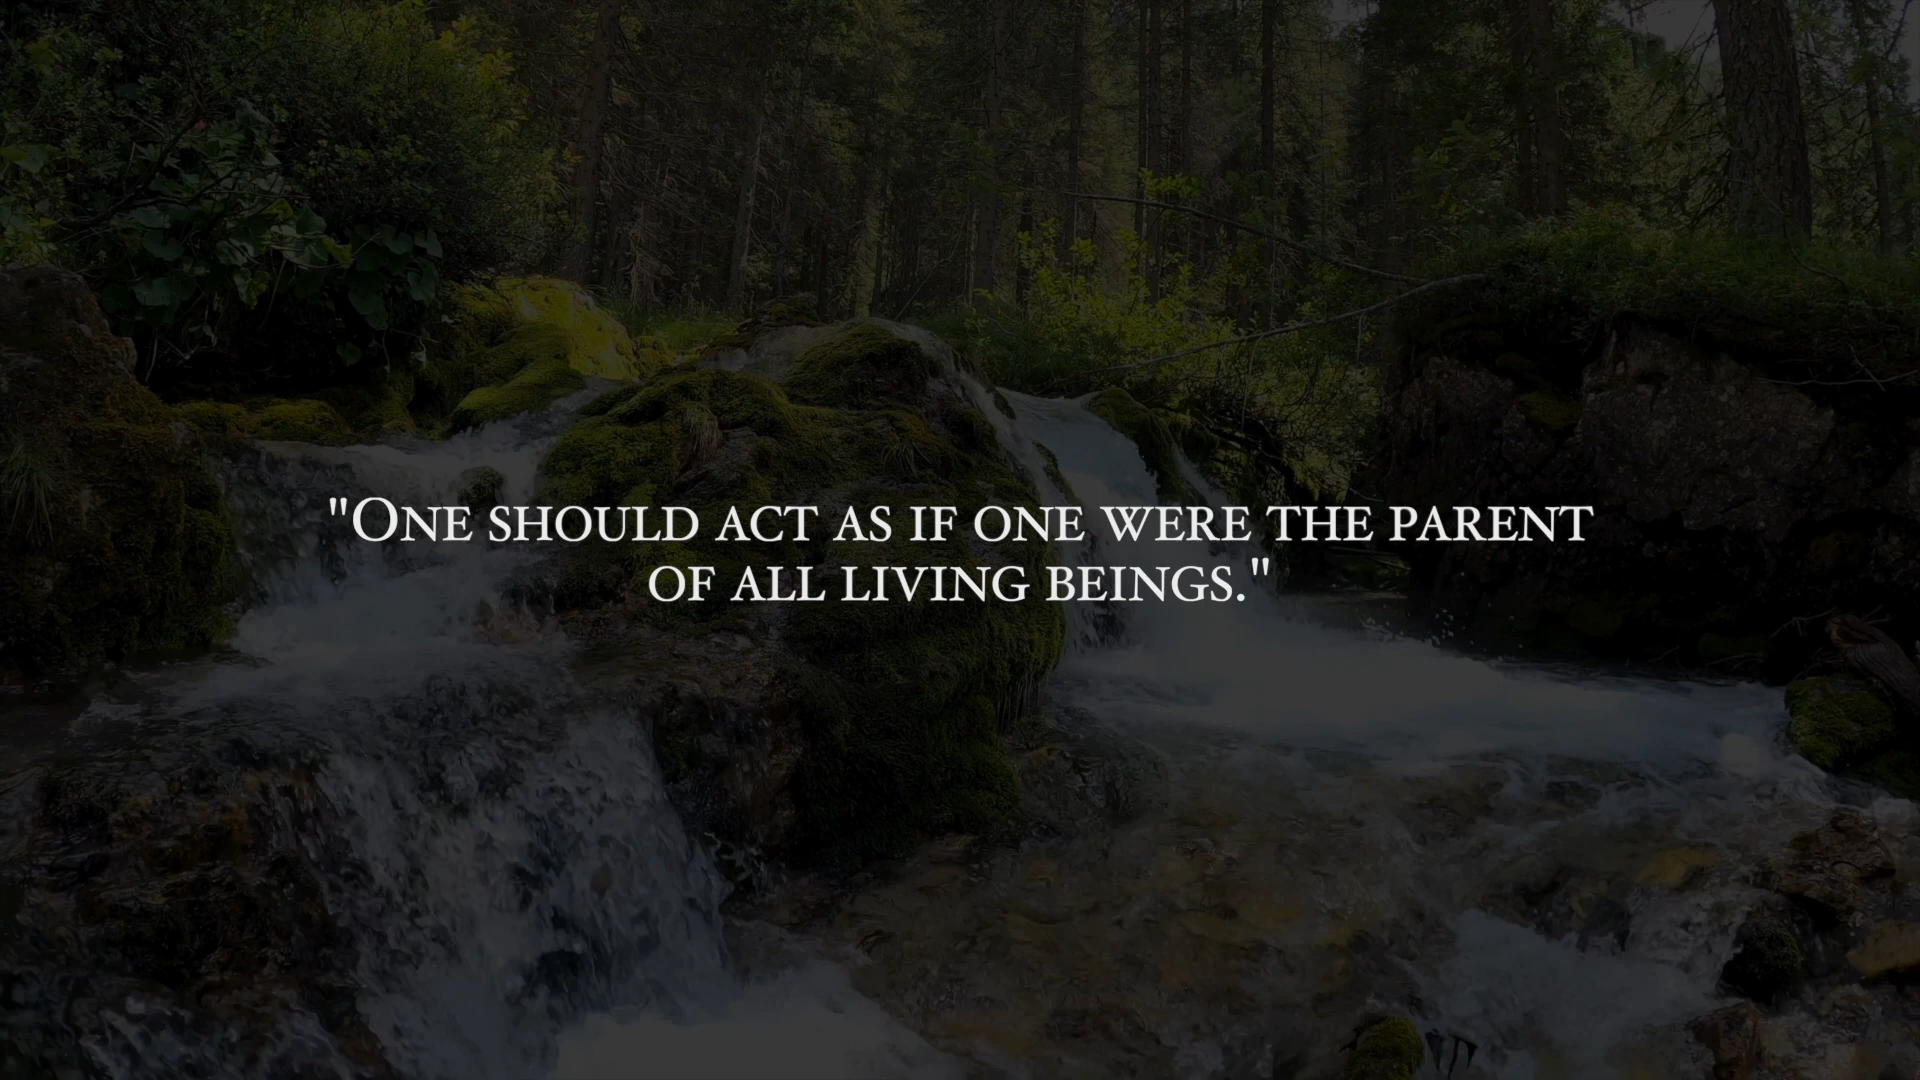 "One should act as if one were the parent
of all living beings."